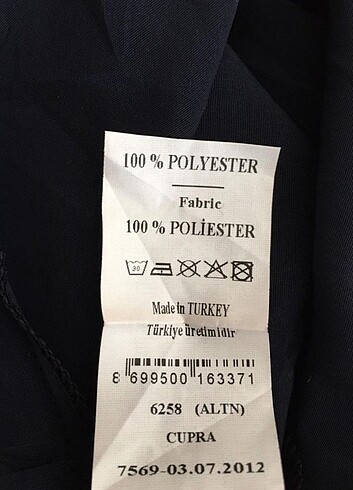 100 % POLYESTER
Fabric
100 % POLİESTER
30
Made in TURKEY
Türkiye üretimidir
8 699500 163371
6258 (ALTN)
CUPRA
7569-03.07.2012